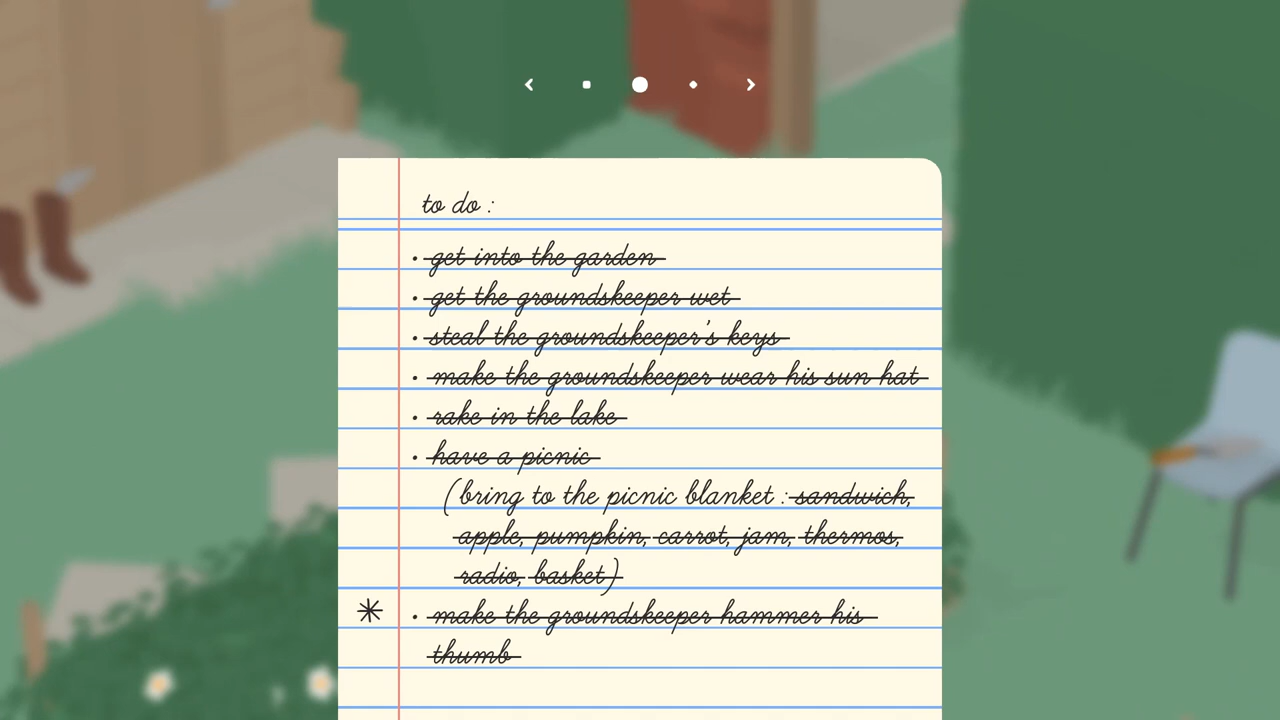 to do :
• get into the garden
• get the groundskeeper wet
• steal the groundskeeper's keys
• make the groundskeeper wear his sun hat
• rake in the lake
• have a picnic
(bring to the picnic blanket : sandwich,
apple, pumpkin, carrot, jam, thermos,
radio, basket)
• make the groundskeeper hammer his
thumb